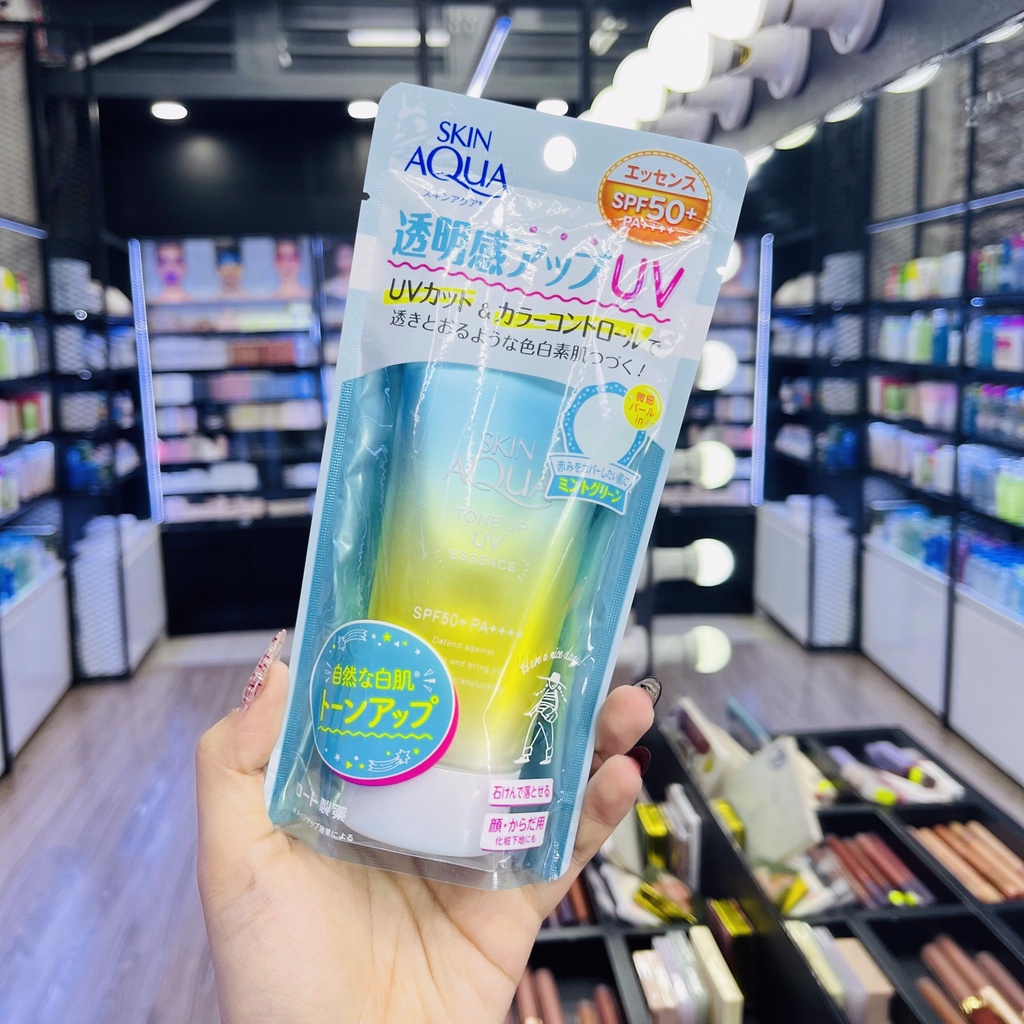 SKIN
AQUA
スキンアクア®
エッセンス
SPF50+
PA++++
透明感アップUV
UVカット & カラーコントロールで
透きとおるような色白素肌つづく!
微細
パール
in
赤みをカバーしたい肌に
ミントグリーン
SKIN
AQUA
TONE UP
UV
ESSENCE
SPF50+ PA++++
Defend against
and bring
Have a nice day!
自然な白肌
トーンアップ
石けんで落とせる
顔・からだ用
化粧下地にも
ロート製薬